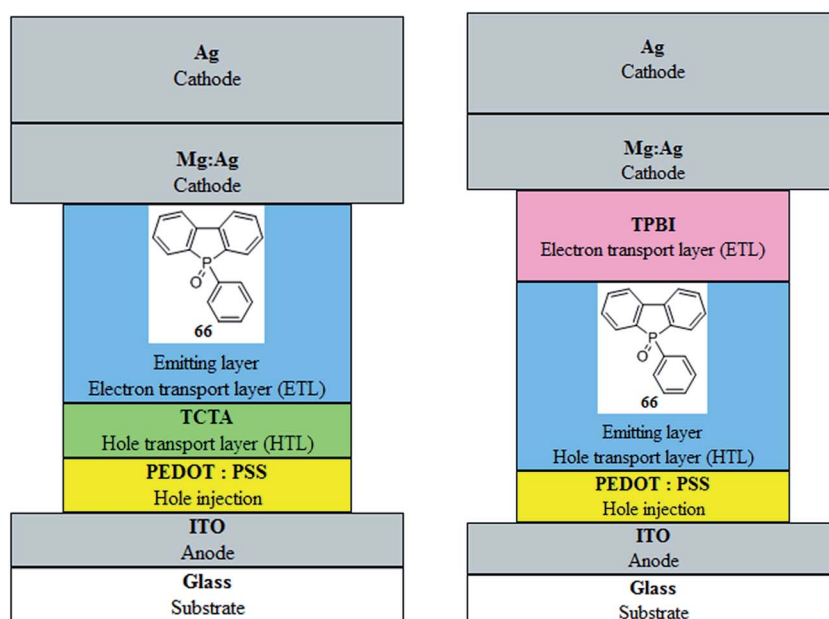 Ag
Cathode
Mg:Ag
Cathode
P
O
66
Emitting layer
Electron transport layer (ETL)
TCTA
Hole transport layer (HTL)
PEDOT : PSS
Hole injection
ITO
Anode
Glass
Substrate
Ag
Cathode
Mg:Ag
Cathode
TPBI
Electron transport layer (ETL)
P
O
66
Emitting layer
Hole transport layer (HTL)
PEDOT : PSS
Hole injection
ITO
Anode
Glass
Substrate